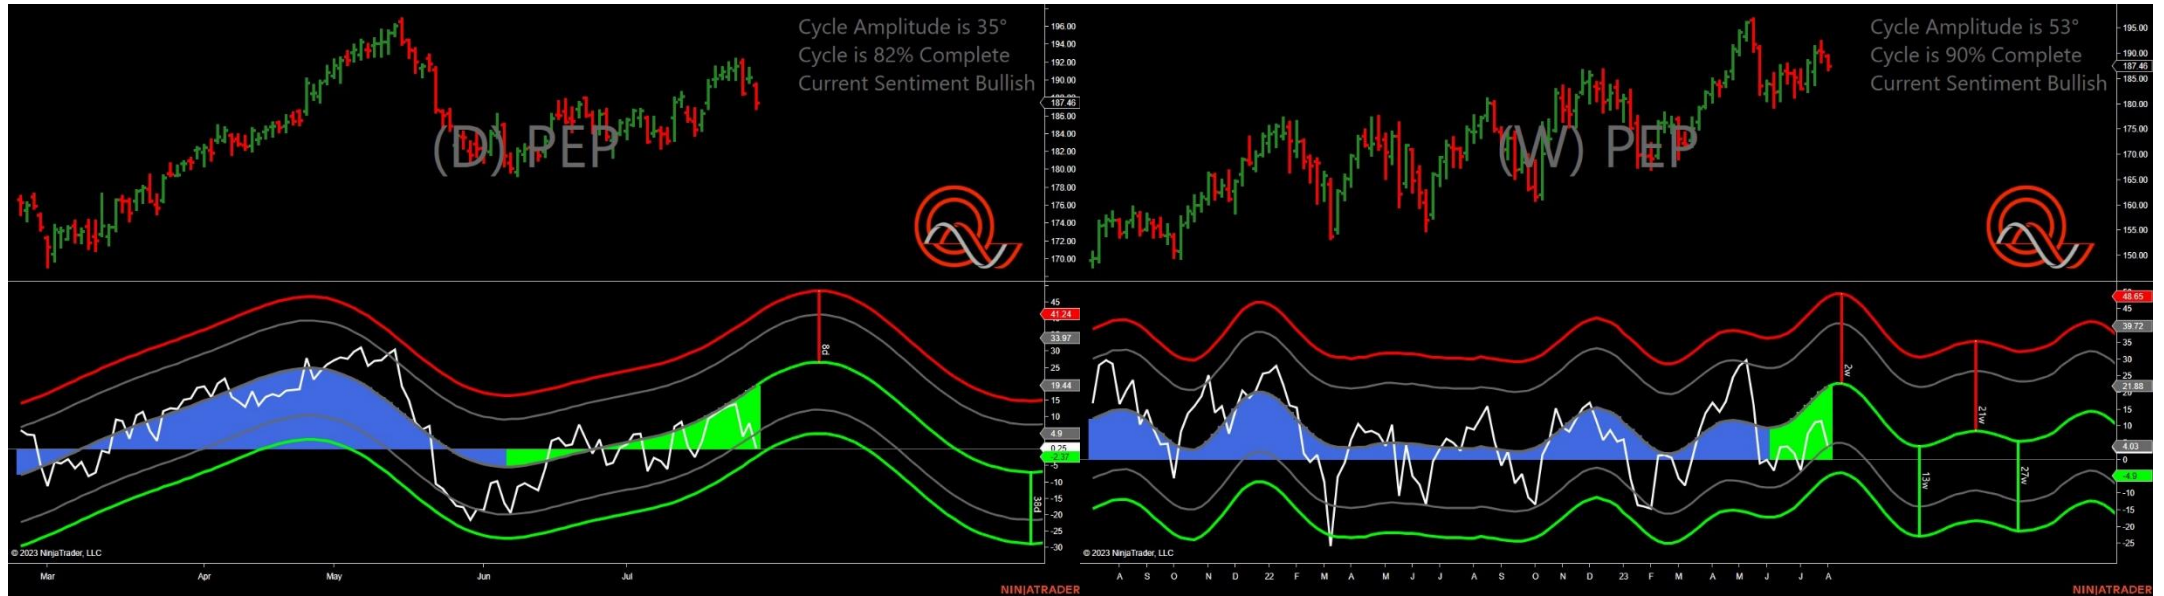 Cycle Amplitude is 35°
Cycle is 82% Complete
Current Sentiment Bullish
(D) PEP
196.00
194.00
192.00
190.00
187.46
186.00
184.00
182.00
180.00
178.00
176.00
174.00
172.00
170.00
45
41.24
33.97
30
25
19.44
15
10
4.9
0.25
-2.37
-5
-10
-15
-20
-25
-30
8d
38d
© 2023 NinjaTrader, LLC
Mar Apr May Jun Jul
NINJATRADER
Cycle Amplitude is 53°
Cycle is 90% Complete
Current Sentiment Bullish
(W) PEP
195.00
190.00
187.46
185.00
180.00
175.00
170.00
165.00
160.00
155.00
150.00
48.65
45
39.72
35
30
25
21.88
15
10
4.03
0
-4.9
-10
-15
-20
-25
2w
21w
13w
27w
© 2023 NinjaTrader, LLC
A S O N D 22 F M A M J J A S O N D 23 F M A M J J A
NINJATRADER